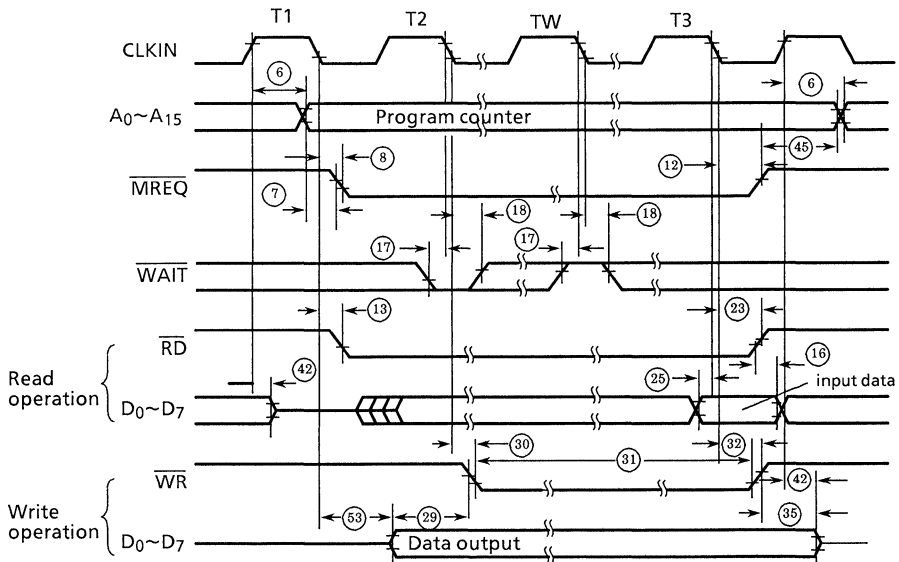 T1 T2 TW T3
CLKIN
6 6
A0~A15 Program counter
45
8 12
MREQ
7
18 18
17 17
WAIT
13 23
RD
16
Read
operation
42 25 input data
D0~D7
30 31 32
WR
42
Write
operation
53 29 35
D0~D7 Data output